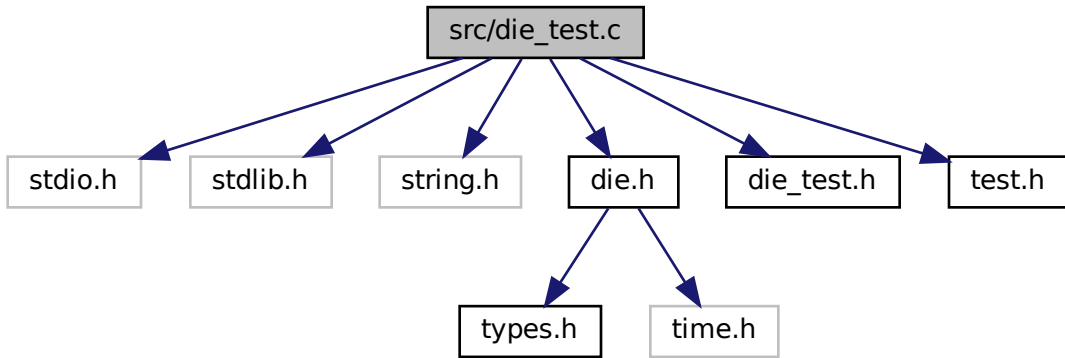 src/die_test.c
stdio.h
stdlib.h
string.h
die.h
die_test.h
test.h
types.h
time.h